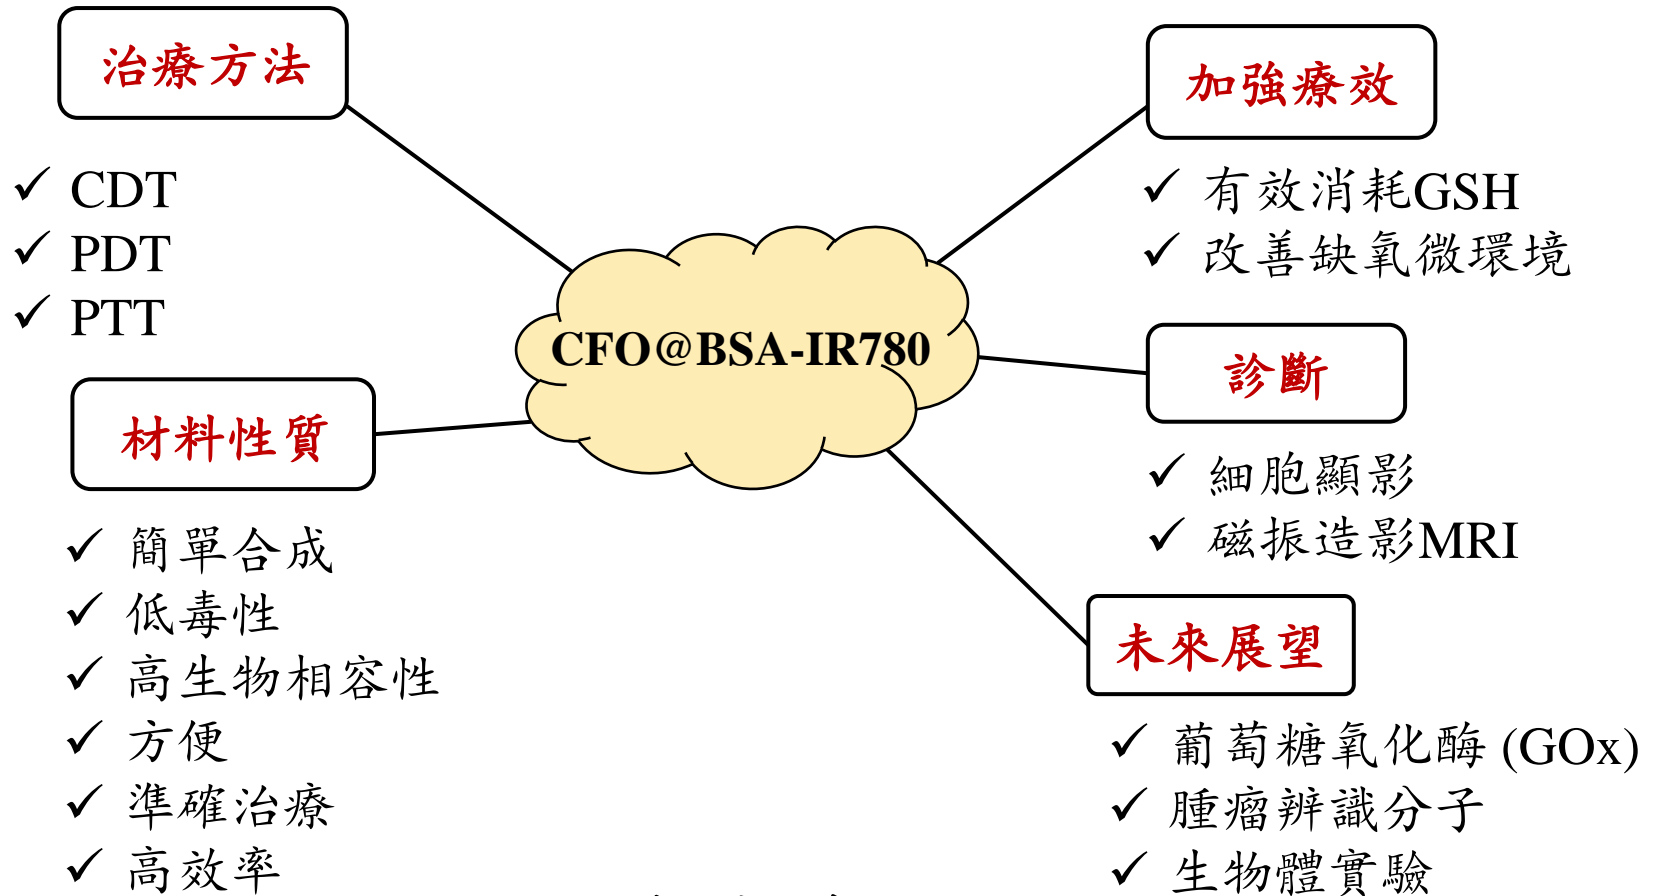 治療方法
✓ CDT
✓ PDT
✓ PTT
材料性質
✓ 簡單合成
✓ 低毒性
✓ 高生物相容性
✓ 方便
✓ 準確治療
✓ 高效率
CFO@BSA-IR780
加強療效
✓ 有效消耗GSH
✓ 改善缺氧微環境
診斷
✓ 細胞顯影
✓ 磁振造影MRI
未來展望
✓ 葡萄糖氧化酶 (GOx)
✓ 腫瘤辨識分子
✓ 生物體實驗